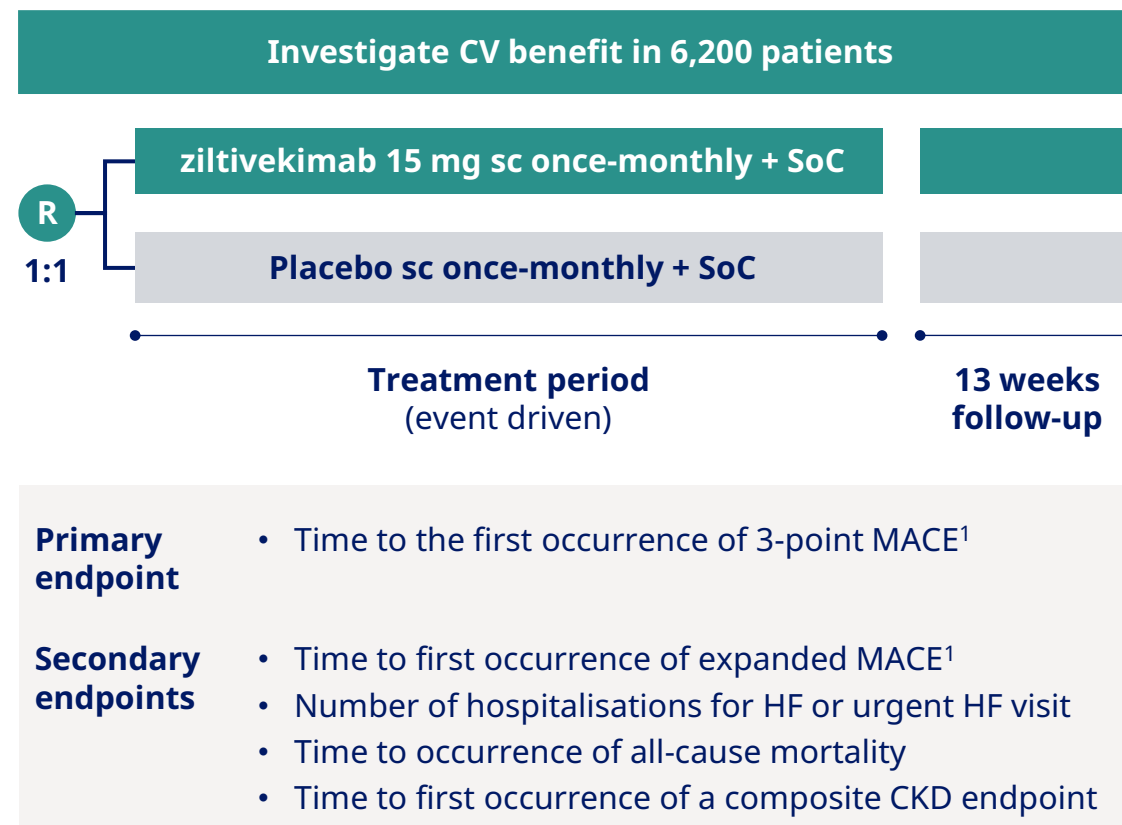 Investigate CV benefit in 6,200 patients
ziltivekimab 15 mg sc once-monthly + SoC
R
1:1
Placebo sc once-monthly + SoC
Treatment period
(event driven)
13 weeks
follow-up
Primary
endpoint
• Time to the first occurrence of 3-point MACE¹
Secondary
endpoints
• Time to first occurrence of expanded MACE¹
• Number of hospitalisations for HF or urgent HF visit
• Time to occurrence of all-cause mortality
• Time to first occurrence of a composite CKD endpoint